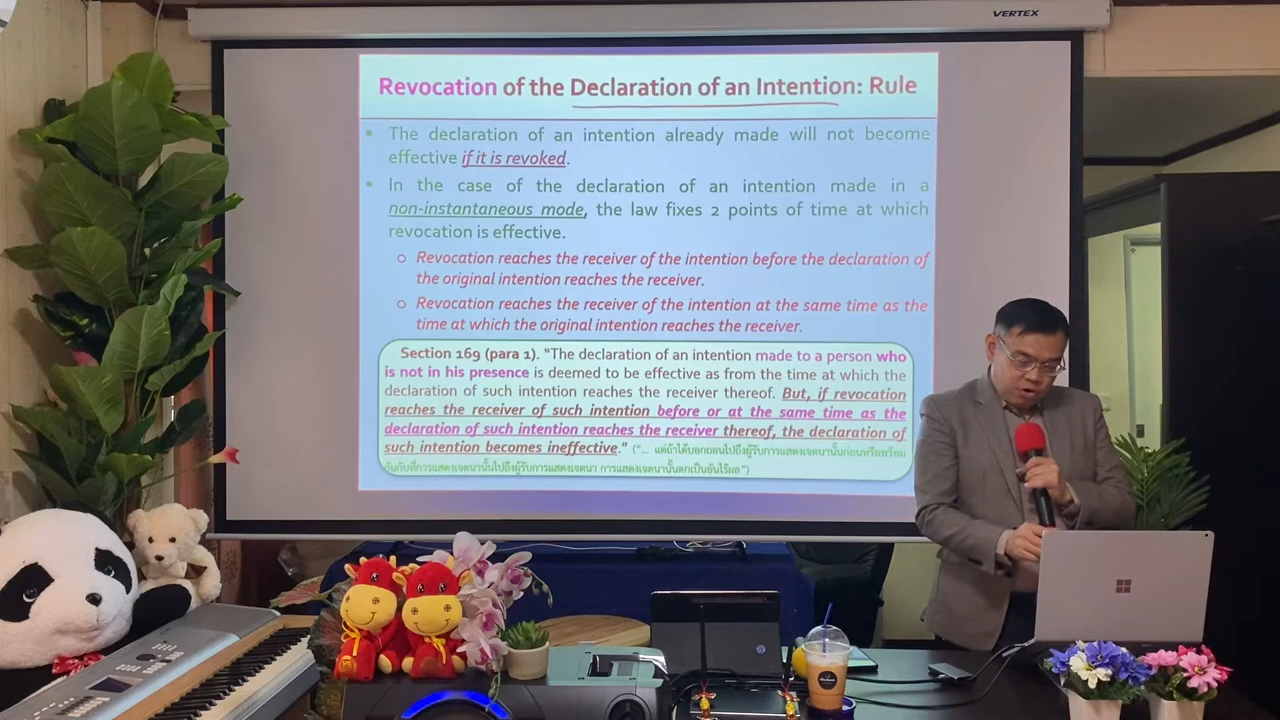 VERTEX
Revocation of the Declaration of an Intention: Rule
• The declaration of an intention already made will not become
effective if it is revoked.
• In the case of the declaration of an intention made in a
non-instantaneous mode, the law fixes 2 points of time at which
revocation is effective.
o Revocation reaches the receiver of the intention before the declaration of
the original intention reaches the receiver.
o Revocation reaches the receiver of the intention at the same time as the
time at which the original intention reaches the receiver.
Section 169 (para 1). “The declaration of an intention made to a person who
is not in his presence is deemed to be effective as from the time at which the
declaration of such intention reaches the receiver thereof. But, if revocation
reaches the receiver of such intention before or at the same time as the
declaration of such intention reaches the receiver thereof, the declaration of
such intention becomes ineffective.” (“... แต่ถ้าได้บอกถอนไปถึงผู้รับการแสดงเจตนานั้นก่อนหรือพร้อม
กันกับที่การแสดงเจตนานั้นไปถึงผู้รับการแสดงเจตนา การแสดงเจตนานั้นตกเป็นอันไร้ผล”)